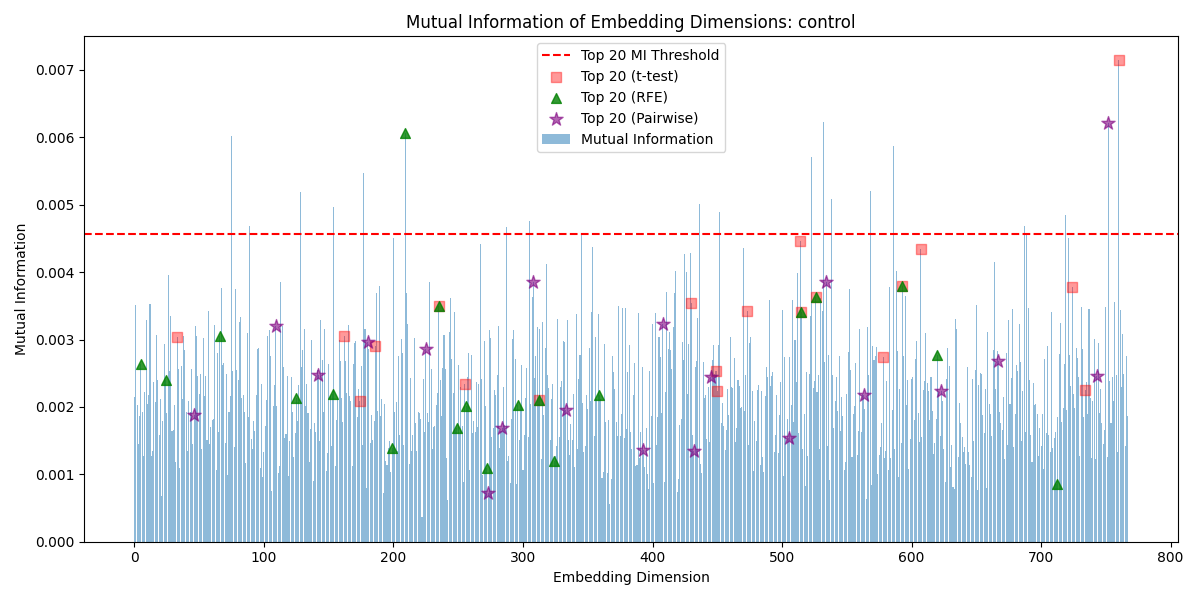 Mutual Information of Embedding Dimensions: control
Top 20 MI Threshold
Top 20 (t-test)
Top 20 (RFE)
Top 20 (Pairwise)
Mutual Information
Mutual Information
0.007
0.006
0.005
0.004
0.003
0.002
0.001
0.000
0 100 200 300 400 500 600 700 800
Embedding Dimension